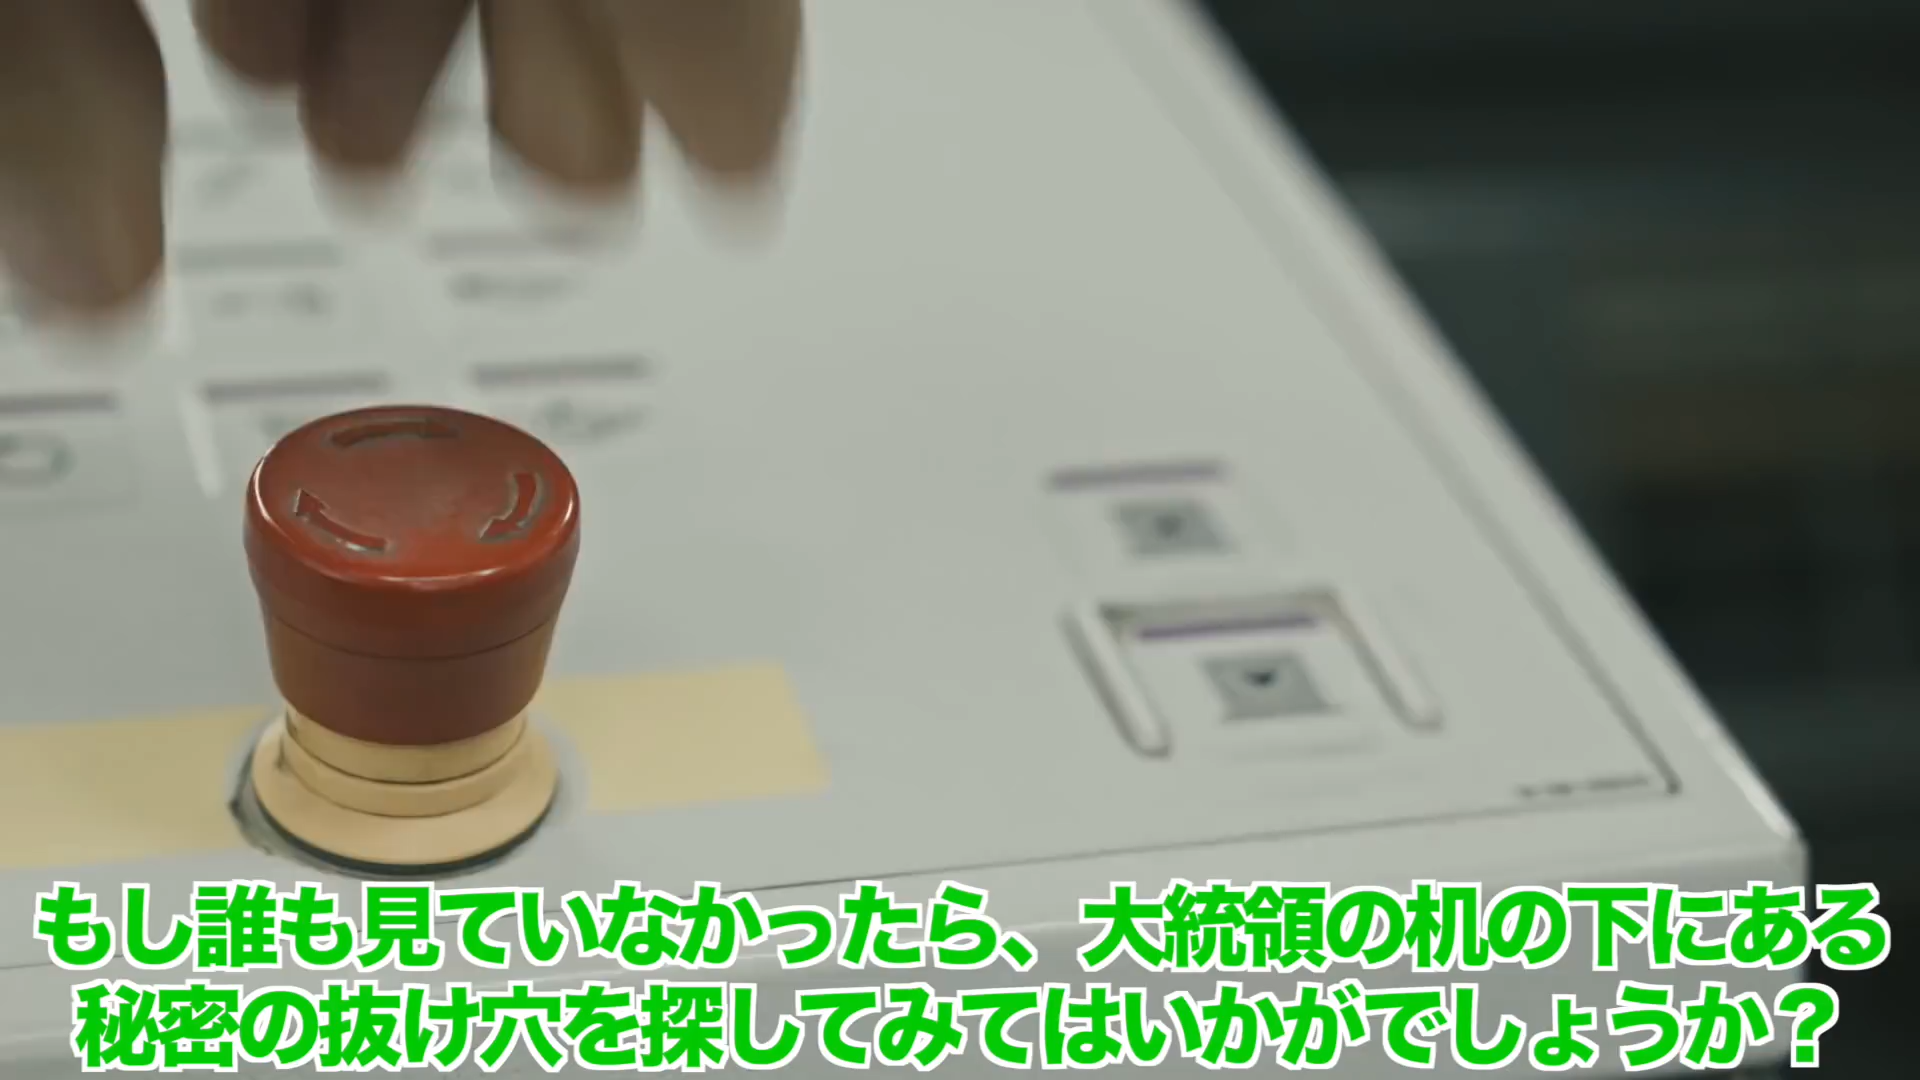 もし誰も見ていなかったら、大統領の机の下にある
秘密の抜け穴を探してみてはいかがでしょうか？